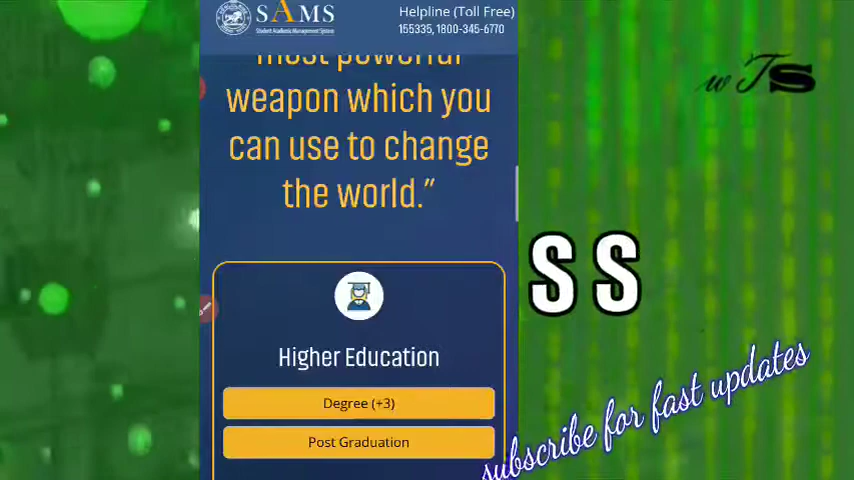 SAMS
Student Academic Management System
Helpline (Toll Free)
155335, 1800-345-6770
most powerful
weapon which you
can use to change
the world.”
Higher Education
Degree (+3)
Post Graduation
wTS
S S
subscribe for fast updates